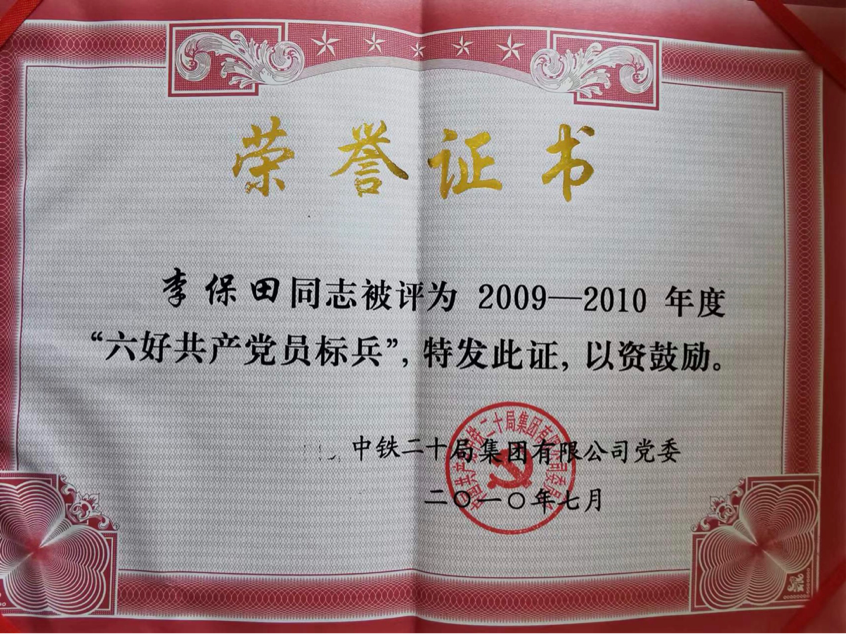 荣誉证书
李保田同志被评为 2009—2010 年度
“六好共产党员标兵”，特发此证，以资鼓励。
中铁二十局集团有限公司党委
二〇一〇年七月